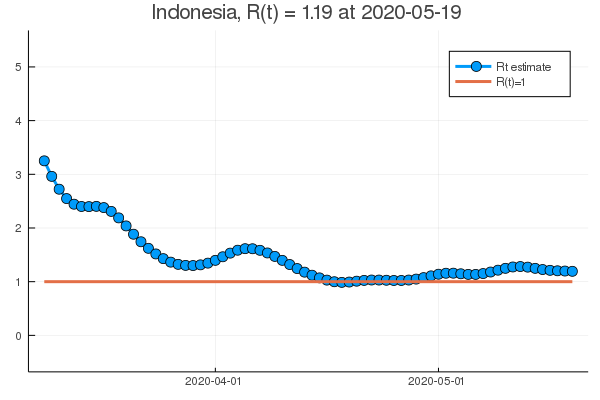 Indonesia, R(t) = 1.19 at 2020-05-19
Rt estimate
R(t)=1
5
4
3
2
1
0
2020-04-01
2020-05-01